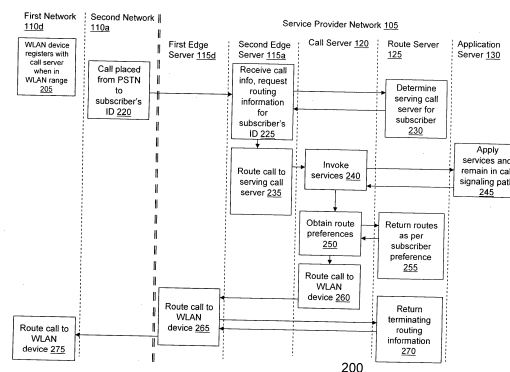 First Network
110d
Second Network
110a
Service Provider Network 105
First Edge
Server 115d
Second Edge
Server 115a
Call Server 120
Route Server
125
Application
Server 130
WLAN device
registers with
call server
when in
WLAN range
205
Call placed
from PSTN
to
subscriber's
ID 220
Receive call
info, request
routing
information
for
subscriber's
ID 225
Determine
serving call
server for
subscriber
230
Route call to
serving call
server 235
Invoke
services 240
Apply
services and
remain in call
signaling path
245
Obtain route
preferences
250
Return routes
as per
subscriber
preference
255
Route call to
WLAN
device 260
Route call to
WLAN
device 265
Return
terminating
routing
information
270
Route call to
WLAN
device 275
200